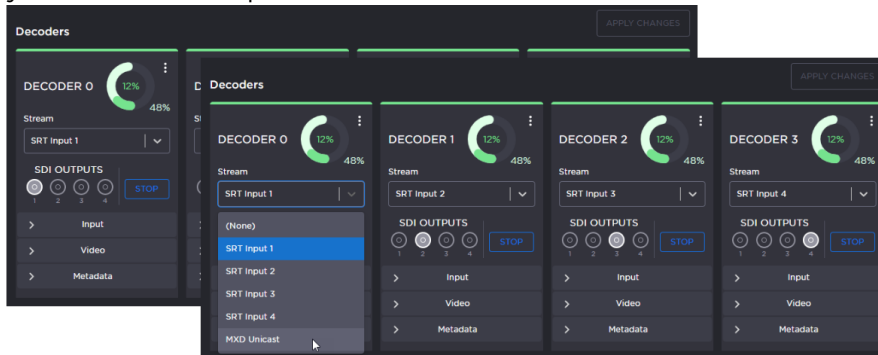 Decoders
APPLY CHANGES
DECODER 0
12%
48%
Stream
SRT Input 1
SDI OUTPUTS
1 2 3 4
STOP
Input
Video
Metadata
Decoders
APPLY CHANGES
DECODER 0
12%
48%
Stream
SRT Input 1
(None)
SRT Input 1
SRT Input 2
SRT Input 3
SRT Input 4
MXD Unicast
DECODER 1
12%
48%
Stream
SRT Input 2
SDI OUTPUTS
1 2 3 4
STOP
Input
Video
Metadata
DECODER 2
12%
48%
Stream
SRT Input 3
SDI OUTPUTS
1 2 3 4
STOP
Input
Video
Metadata
DECODER 3
12%
48%
Stream
SRT Input 4
SDI OUTPUTS
1 2 3 4
STOP
Input
Video
Metadata